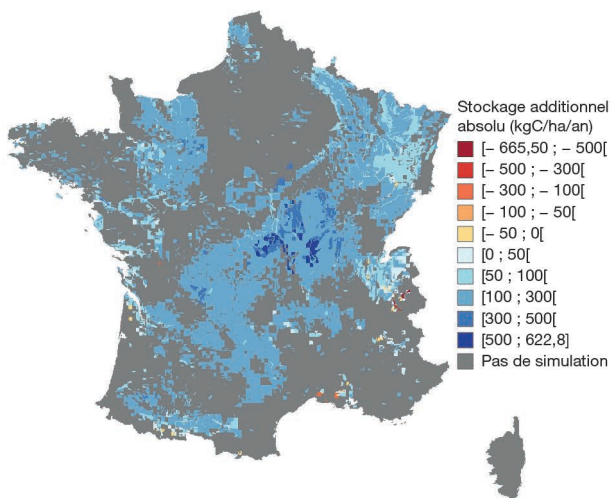 Stockage additionnel
absolu (kgC/ha/an)
[– 665,50 ; – 500[
[– 500 ; – 300[
[– 300 ; – 100[
[– 100 ; – 50[
[– 50 ; 0[
[0 ; 50[
[50 ; 100[
[100 ; 300[
[300 ; 500[
[500 ; 622,8]
Pas de simulation